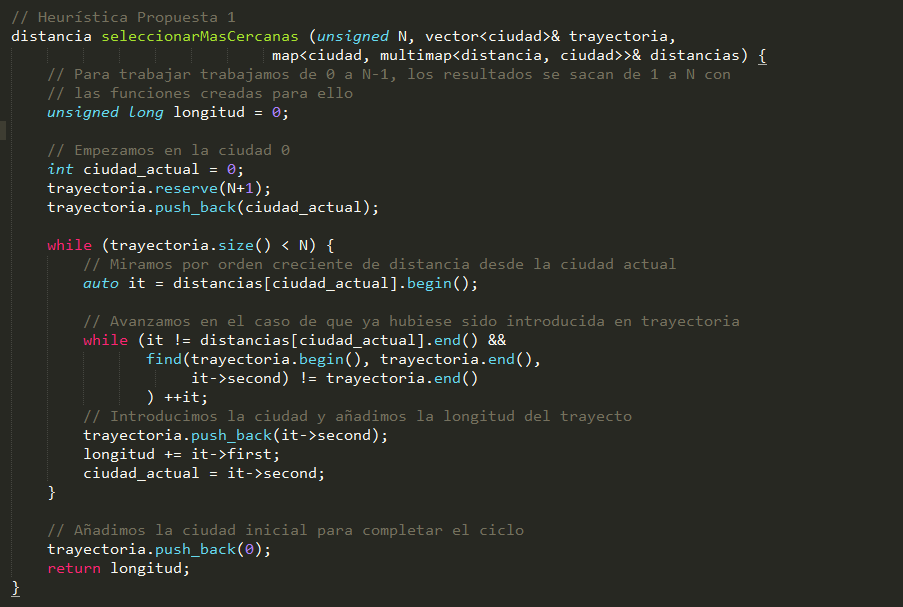 // Heurística Propuesta 1
distancia seleccionarMasCercanas (unsigned N, vector<ciudad>& trayectoria,
map<ciudad, multimap<distancia, ciudad>>& distancias) {
// Para trabajar trabajamos de 0 a N-1, los resultados se sacan de 1 a N con
// las funciones creadas para ello
unsigned long longitud = 0;
// Empezamos en la ciudad 0
int ciudad_actual = 0;
trayectoria.reserve(N+1);
trayectoria.push_back(ciudad_actual);
while (trayectoria.size() < N) {
// Miramos por orden creciente de distancia desde la ciudad actual
auto it = distancias[ciudad_actual].begin();
// Avanzamos en el caso de que ya hubiese sido introducida en trayectoria
while (it != distancias[ciudad_actual].end() &&
find(trayectoria.begin(), trayectoria.end(),
it->second) != trayectoria.end()
) ++it;
// Introducimos la ciudad y añadimos la longitud del trayecto
trayectoria.push_back(it->second);
longitud += it->first;
ciudad_actual = it->second;
}
// Añadimos la ciudad inicial para completar el ciclo
trayectoria.push_back(0);
return longitud;
}